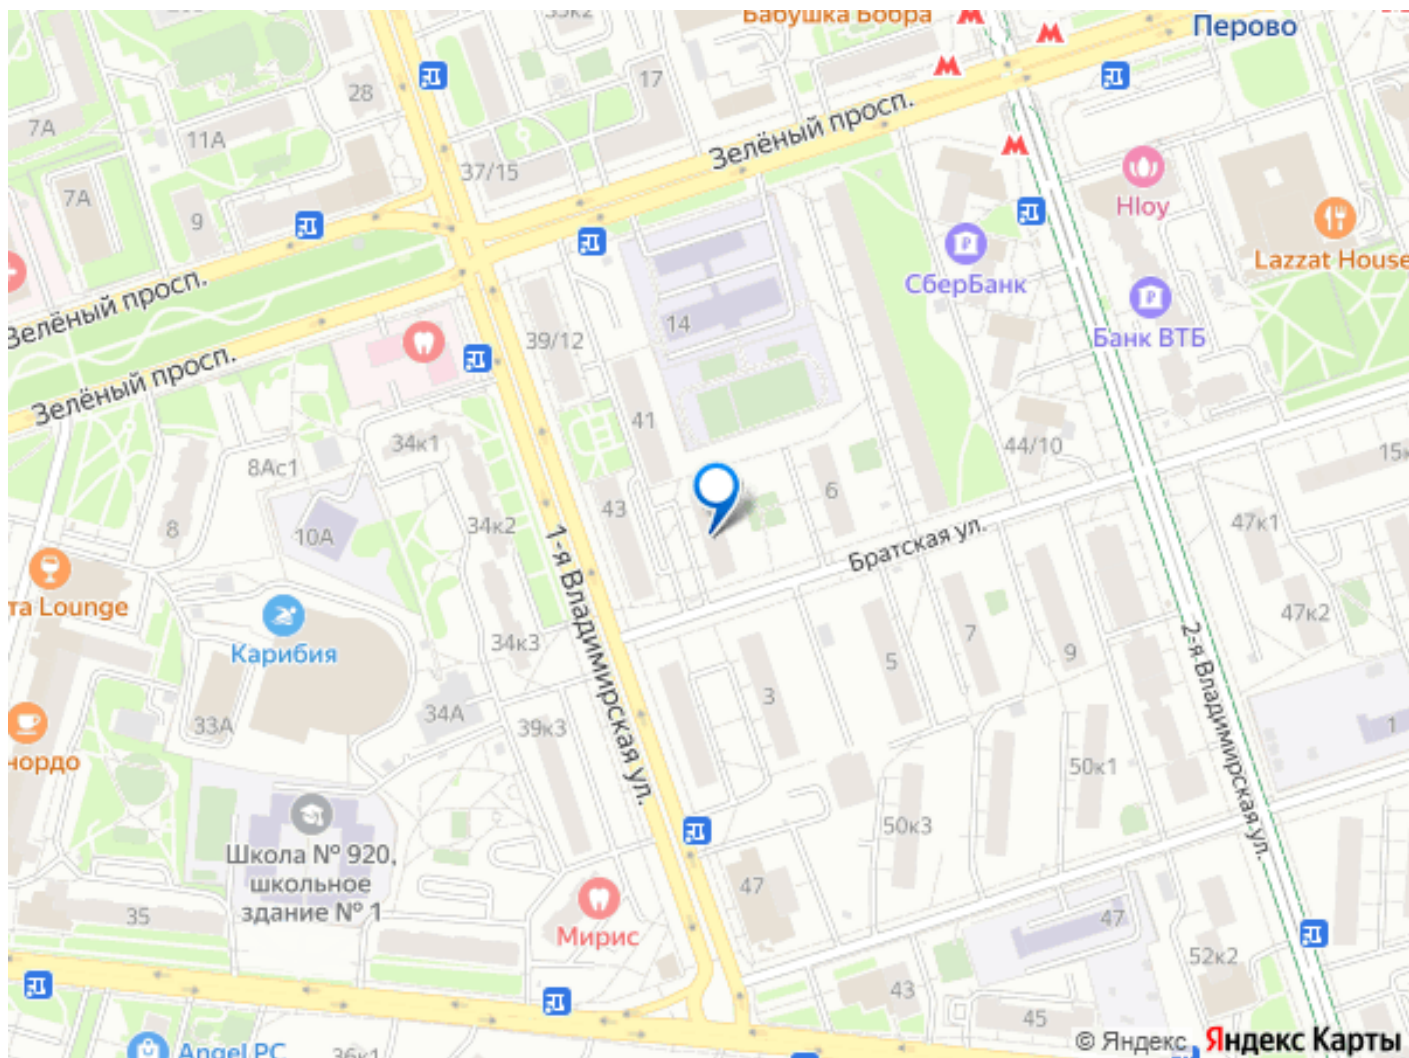 Бабушка Бобра
Перово
35к2
28
17
7А
11А
Зелёный просп.
37/15
7А
9
Hloy
Lazzat House
СберБанк
Зелёный просп.
14
39/12
Банк ВТБ
Зелёный просп.
41
34к1
44/10
8Ас1
15к
6
43
34к2
47к1
8
10А
Братская ул.
1-я Владимирская ул.
та Lounge
47к2
7
2-я Владимирская ул.
34к3
Карибия
9
5
3
34А
33А
39к3
1
нордо
50к1
50к3
Школа № 920,
школьное
здание № 1
47
35
47
Мирис
52к2
43
45
© Яндекс Яндекс Карты
Angel PC
36к1